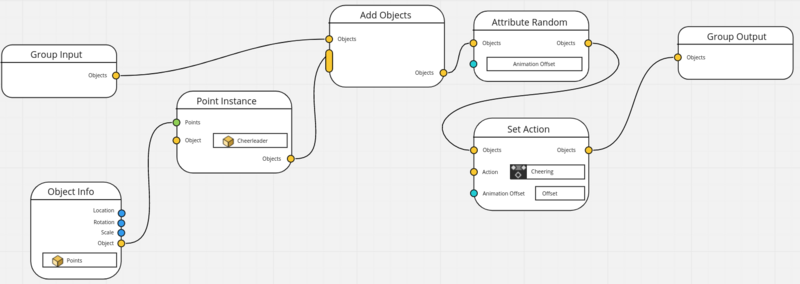 Group Input
Objects
Object Info
Location
Rotation
Scale
Object
Points
Point Instance
Points
Object
Cheerleader
Objects
Add Objects
Objects
Objects
Attribute Random
Objects
Objects
Animation Offset
Set Action
Objects
Objects
Action
Cheering
Animation Offset
Offset
Group Output
Objects